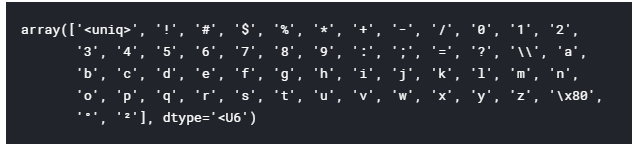 array(['<uniq>', '!', '#', '$', '%', '*', '+', '-', '/', '0', '1', '2',
'3', '4', '5', '6', '7', '8', '9', ':', ';', '=', '?', '\\', 'a',
'b', 'c', 'd', 'e', 'f', 'g', 'h', 'i', 'j', 'k', 'l', 'm', 'n',
'o', 'p', 'q', 'r', 's', 't', 'u', 'v', 'w', 'x', 'y', 'z', '\x80',
'°', '²'], dtype='<U6')